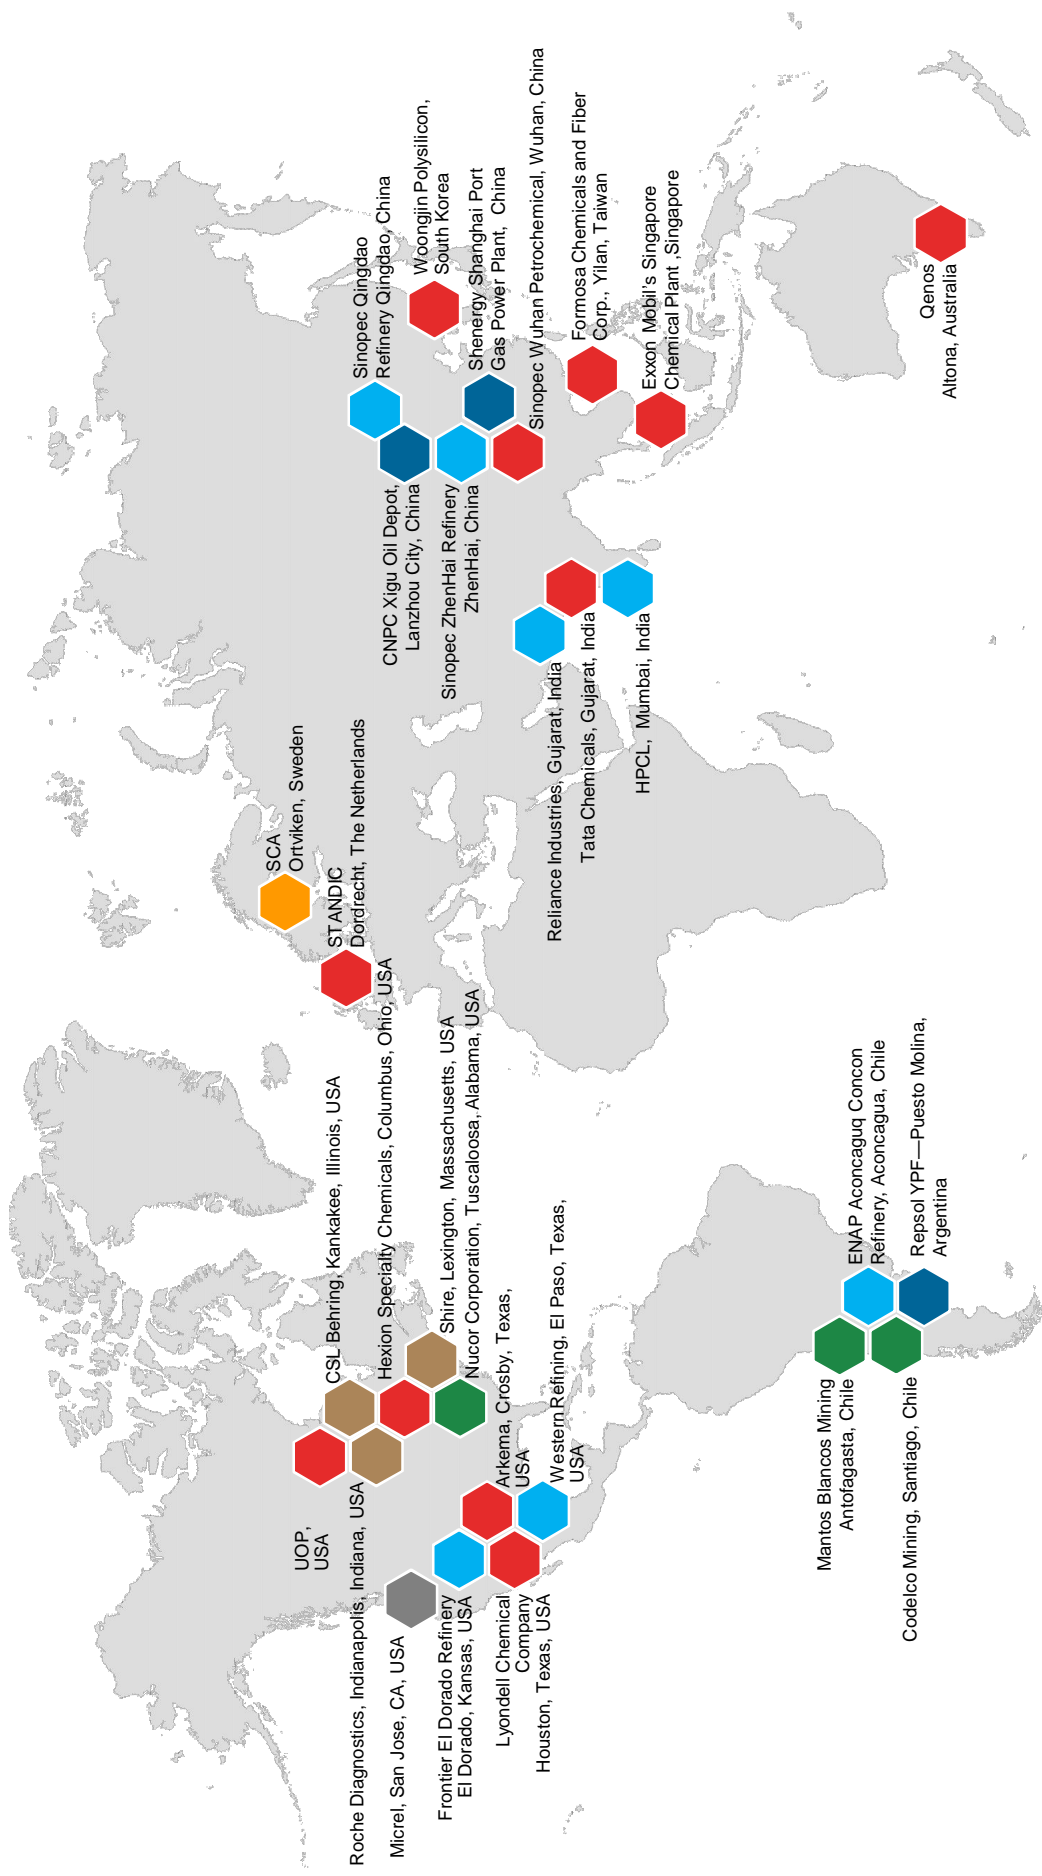 UOP,
USA
CSL Behring, Kankakee, Illinois, USA
Roche Diagnostics, Indianapolis, Indiana, USA
Hexion Specialty Chemicals, Columbus, Ohio, USA
Micrel, San Jose, CA, USA
Shire, Lexington, Massachusetts, USA
Nucor Corporation, Tuscaloosa, Alabama, USA
Frontier El Dorado Refinery
El Dorado, Kansas, USA
Arkema, Crosby, Texas,
USA
Lyondell Chemical
Company
Houston, Texas, USA
Western Refining, El Paso, Texas,
USA
Mantos Blancos Mining
Antofagasta, Chile
ENAP Aconcaguq Concon
Refinery, Aconcagua, Chile
Codelco Mining, Santiago, Chile
Repsol YPF—Puesto Molina,
Argentina
SCA
Ortviken, Sweden
STANDIC
Dordrecht, The Netherlands
Sinopec Qingdao
Refinery Qingdao, China
CNPC Xigu Oil Depot,
Lanzhou City, China
Woongjin Polysilicon,
South Korea
Sinopec ZhenHai Refinery
ZhenHai, China
Shenergy Shanghai Port
Gas Power Plant, China
Sinopec Wuhan Petrochemical, Wuhan, China
Reliance Industries, Gujarat, India
Tata Chemicals, Gujarat, India
HPCL, Mumbai, India
Formosa Chemicals and Fiber
Corp., Yilan, Taiwan
Exxon Mobil's Singapore
Chemical Plant ,Singapore
Qenos
Altona, Australia